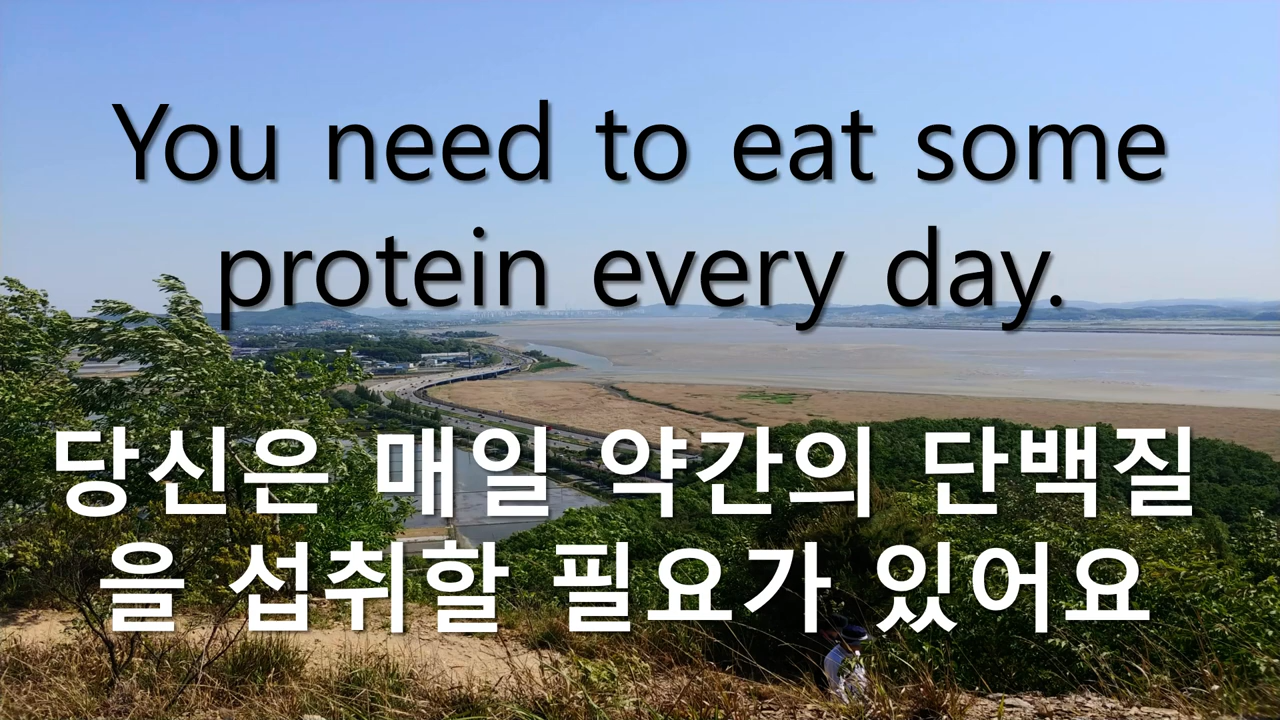 You need to eat some
protein every day.
당신은 매일 약간의 단백질
을 섭취할 필요가 있어요